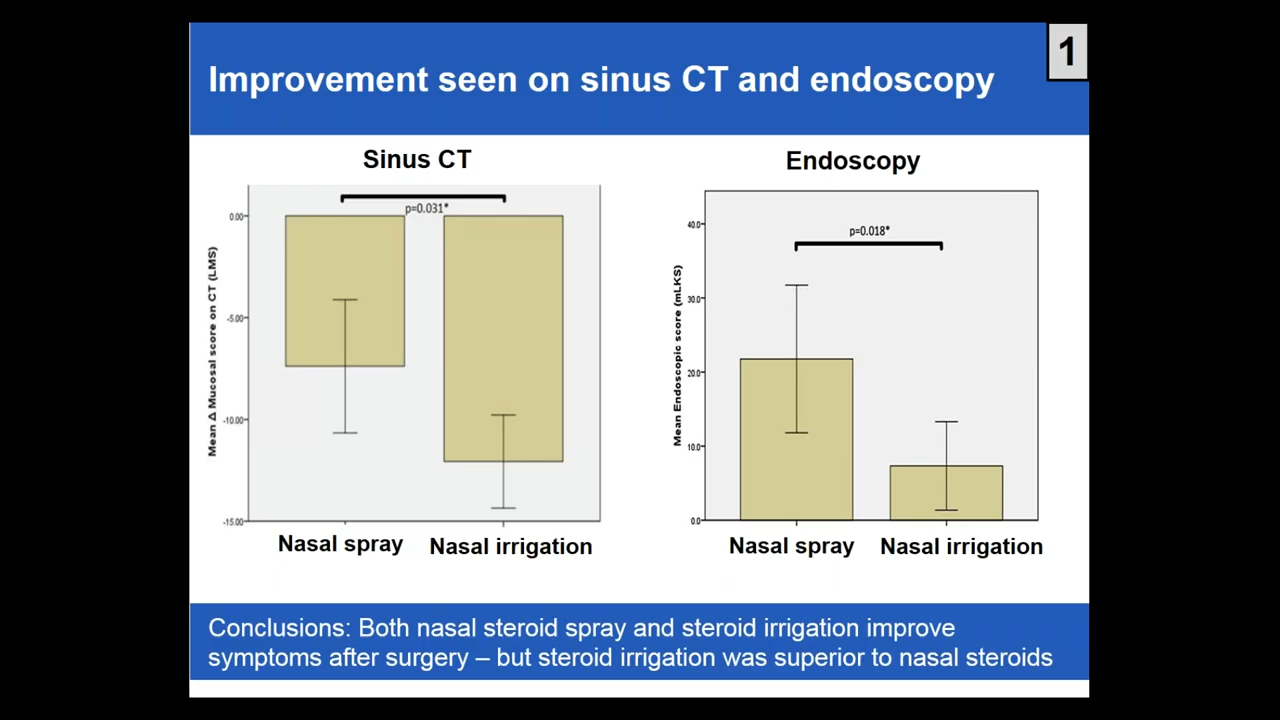 1
Improvement seen on sinus CT and endoscopy
Sinus CT
p=0.031*
Mean Δ Mucosal score on CT (LMS)
0.00
-5.00
-10.00
-15.00
Nasal spray
Nasal irrigation
Endoscopy
p=0.018*
Mean Endoscopic score (mLKS)
40.0
30.0
20.0
10.0
0.0
Nasal spray
Nasal irrigation
Conclusions: Both nasal steroid spray and steroid irrigation improve
symptoms after surgery – but steroid irrigation was superior to nasal steroids